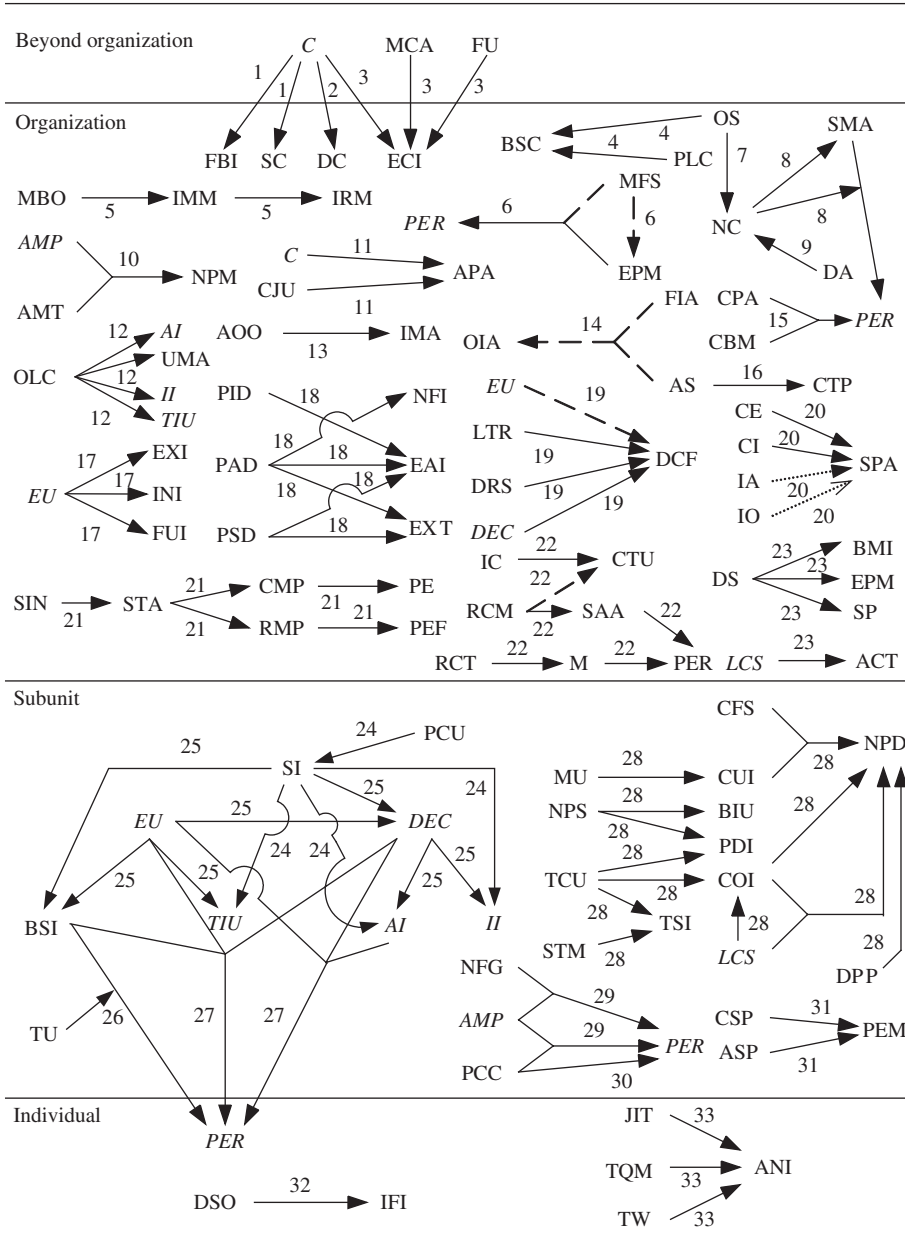 Beyond organization
C MCA FU
1 1 2 3 3 3
Organization
FBI SC DC ECI
BSC 4 4 OS
PLC 7 8 SMA
MBO 5 IMM 5 IRM
PER 6 MFS 6 EPM
NC 8 9 DA
AMP 10 NPM
AMT
C 11 APA
CJU 11
FIA 14 OIA AS
CPA 15 PER
CBM
OLC 12 AI
UMA
12 II
12 TIU
AOO 13 IMA
16 CTP
PID 18 NFI
PAD 18 18 18 EAI
18 EXT
PSD 18
EU 19
LTR 19 DCF
DRS 19
DEC 19
CE 20
CI 20 SPA
IA 20
IO 20
EU 17 EXI
17 INI
17 FUI
IC 22 CTU
RCM 22 22 SAA 22
DS 23 BMI
23 EPM
23 SP
SIN 21 STA 21 CMP 21 PE
21 RMP 21 PEF
RCT 22 M 22 PER
LCS 23 ACT
Subunit
25 SI 24 PCU
25 24
EU 25 DEC
25 25 24 24 25 25
BSI TIU AI II
TU 26 27 27
CFS NPD
MU 28 CUI 28
NPS 28 BIU 28
28 PDI
TCU 28 28 COI
28 TSI 28 28
STM 28 LCS 28
DPP
NFG 29
AMP 29 PER
PCC 30
CSP 31 PEM
ASP 31
Individual
PER
DSO 32 IFI
JIT 33
TQM 33 ANI
TW 33